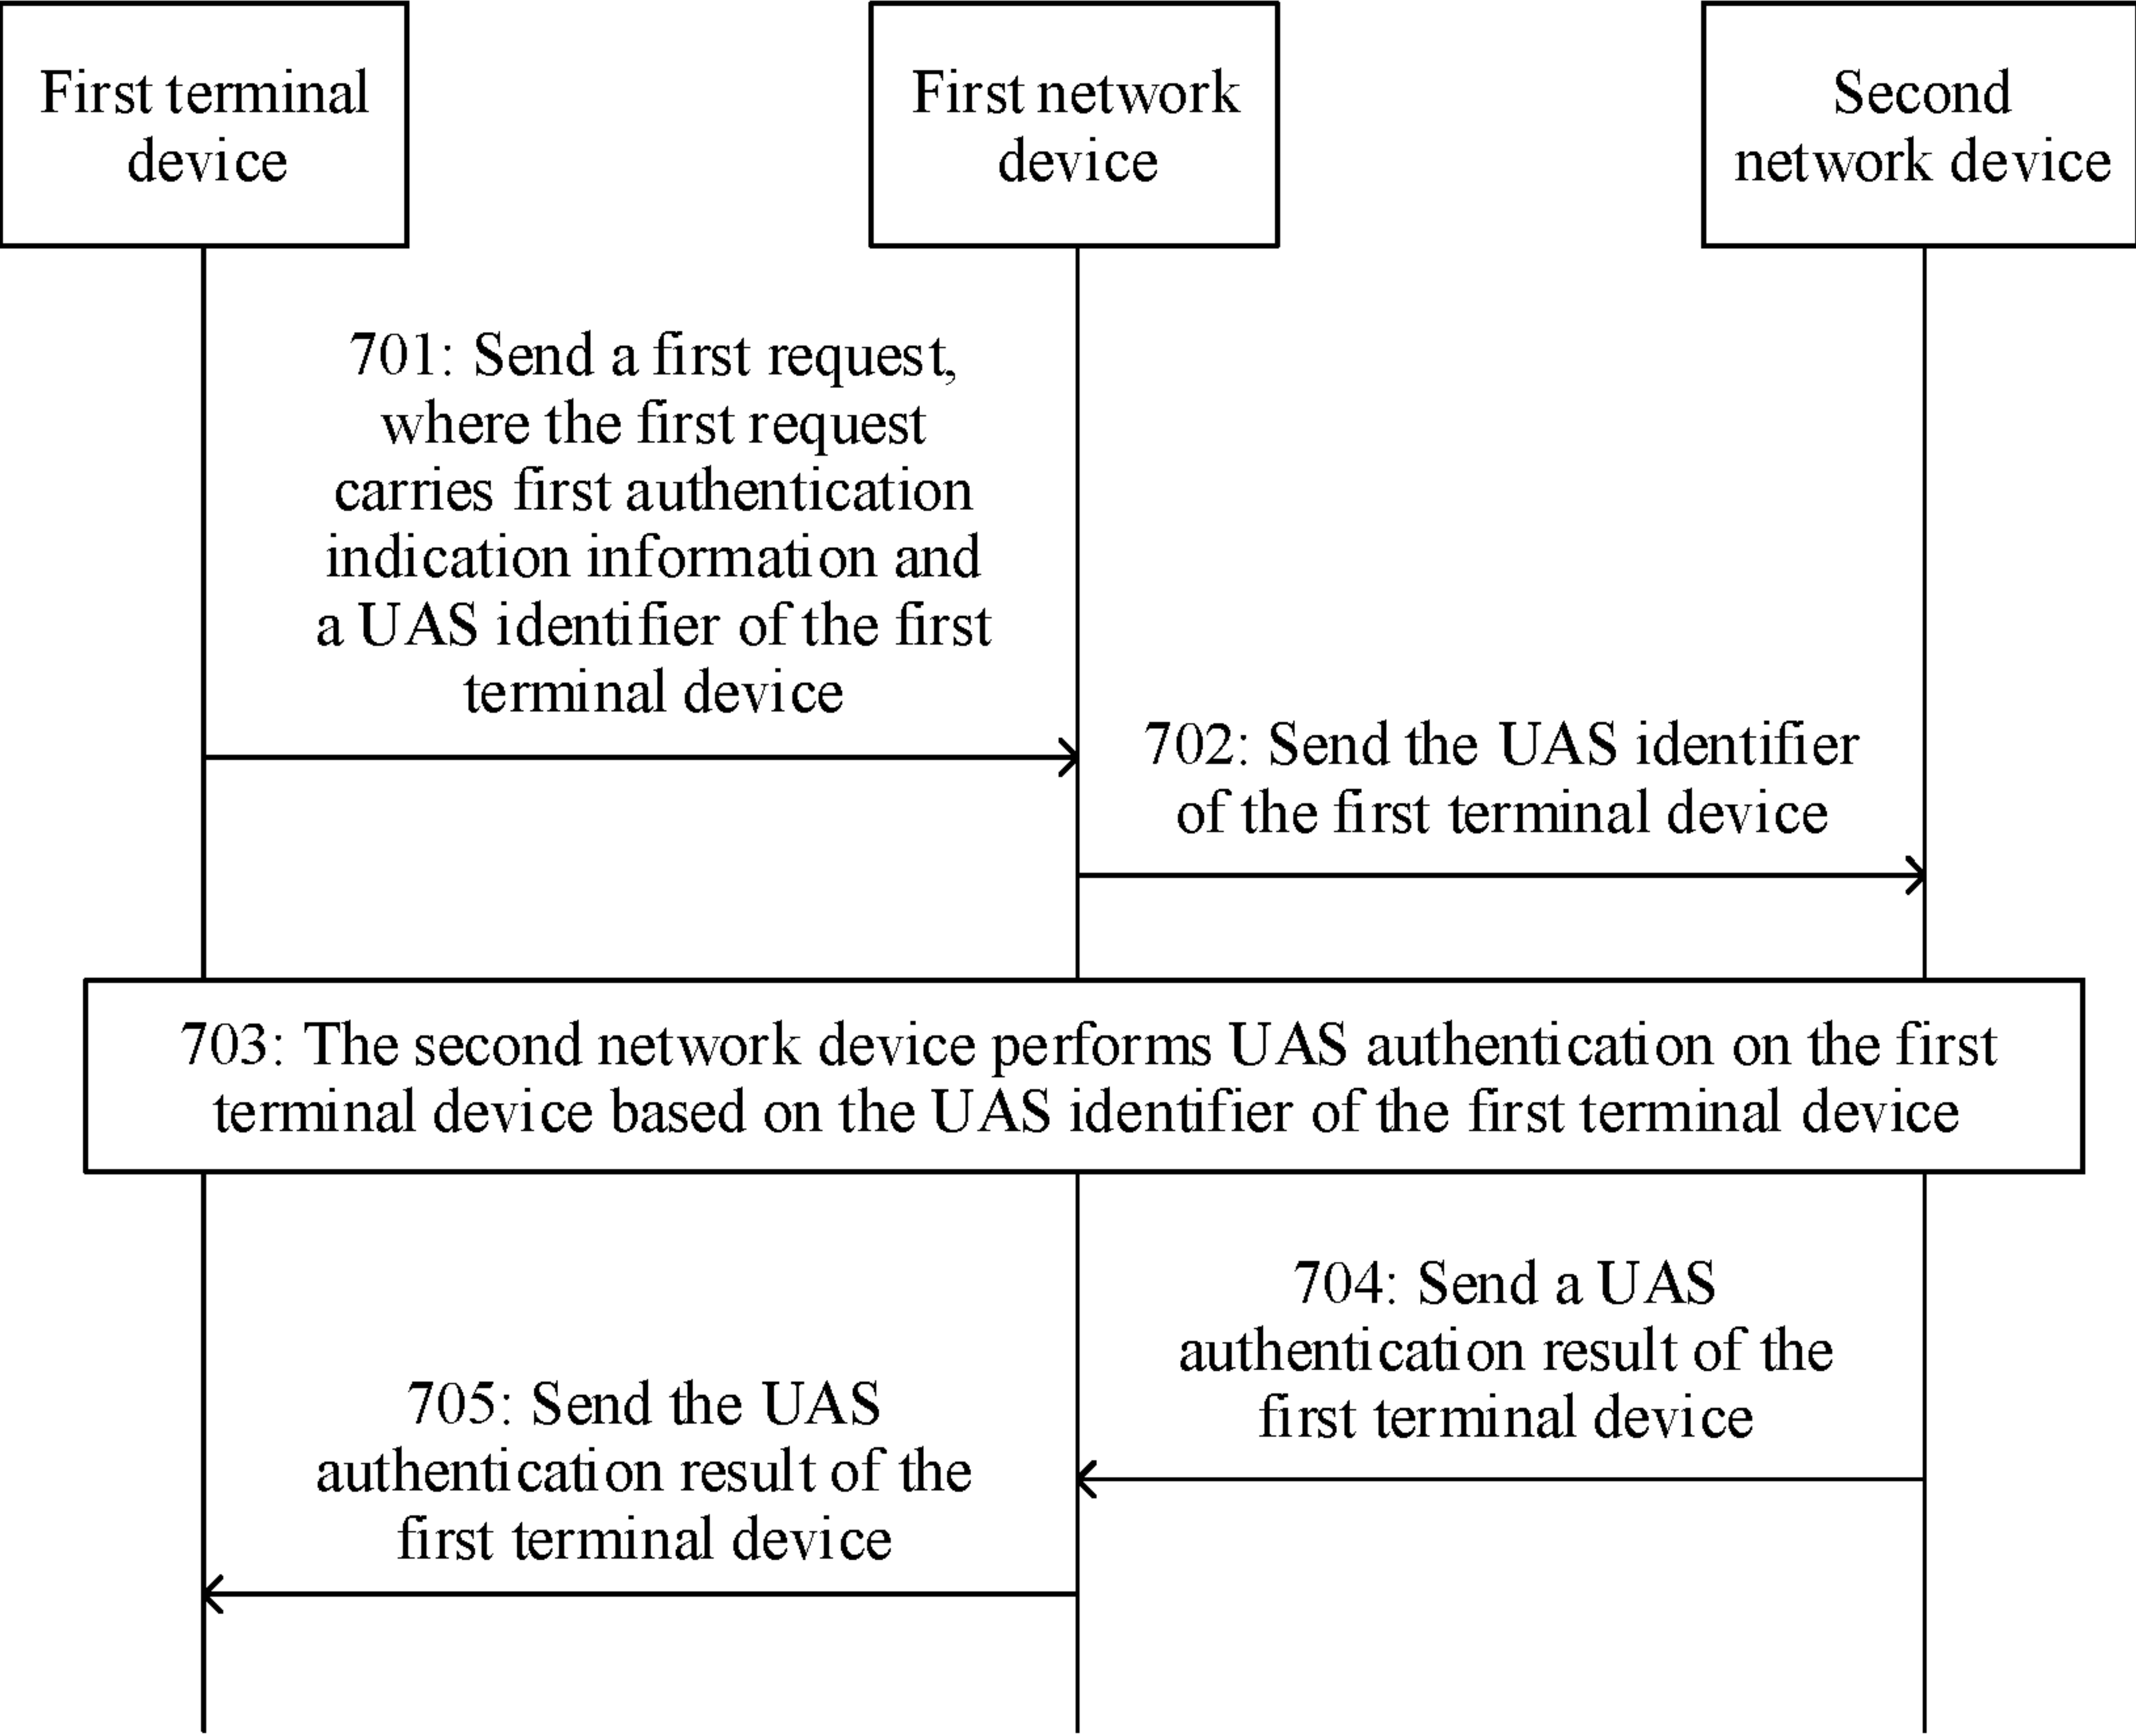 First terminal
device
First network
device
Second
network device
701: Send a first request,
where the first request
carries first authentication
indication information and
a UAS identifier of the first
terminal device
702: Send the UAS identifier
of the first terminal device
703: The second network device performs UAS authentication on the first
terminal device based on the UAS identifier of the first terminal device
704: Send a UAS
authentication result of the
first terminal device
705: Send the UAS
authentication result of the
first terminal device